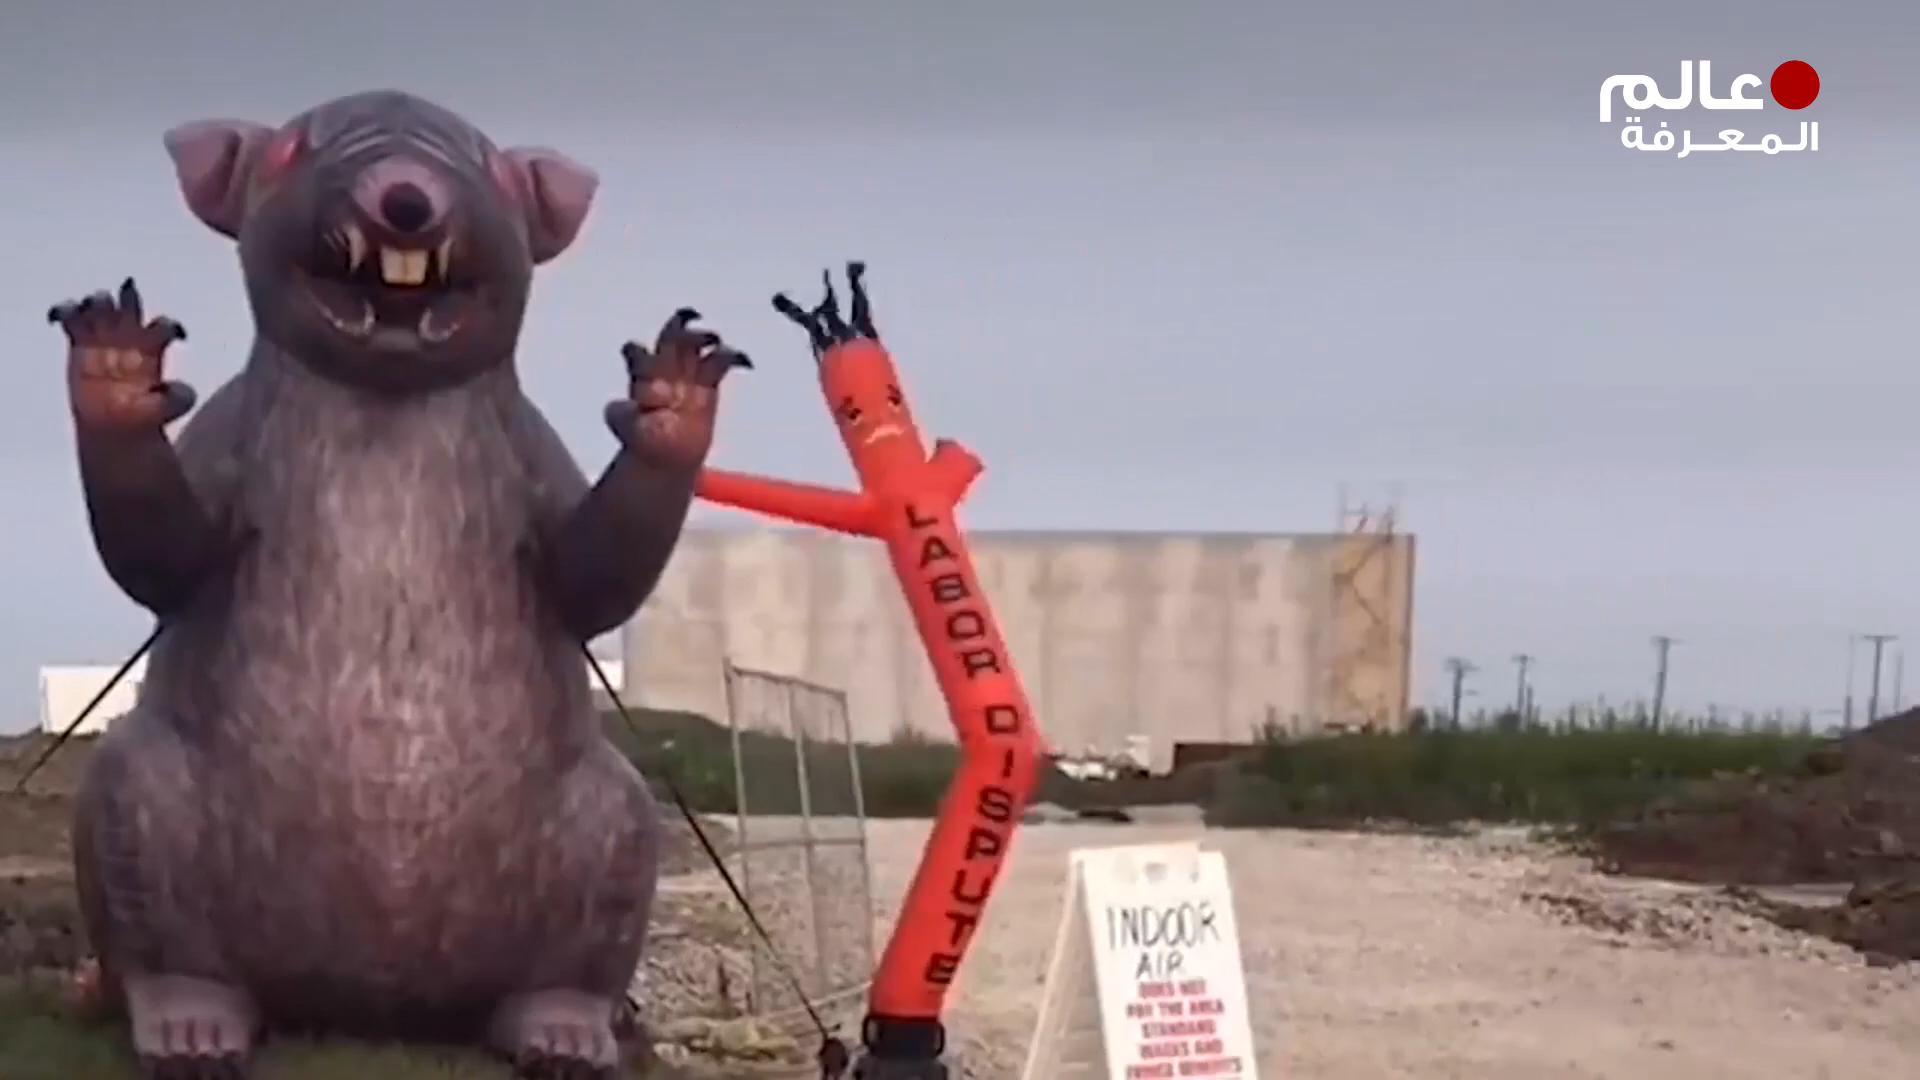 عالم
المعرفة
LABOR DISPUTE
INDOOR
AIR
DOES NOT
PAY THE AREA
STANDARD
WAGES AND
FRINGE BENEFITS